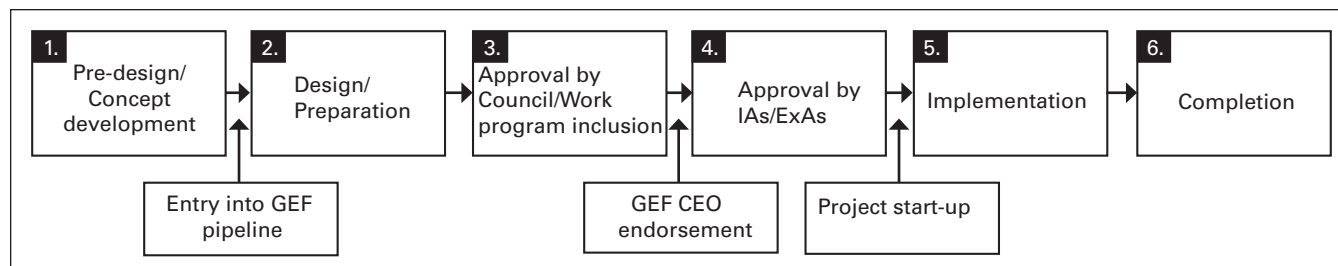 1.
Pre-design/
Concept
development
2.
Design/
Preparation
3.
Approval by
Council/Work
program inclusion
4.
Approval by
IAs/ExAs
5.
Implementation
6.
Completion
Entry into GEF
pipeline
GEF CEO
endorsement
Project start-up